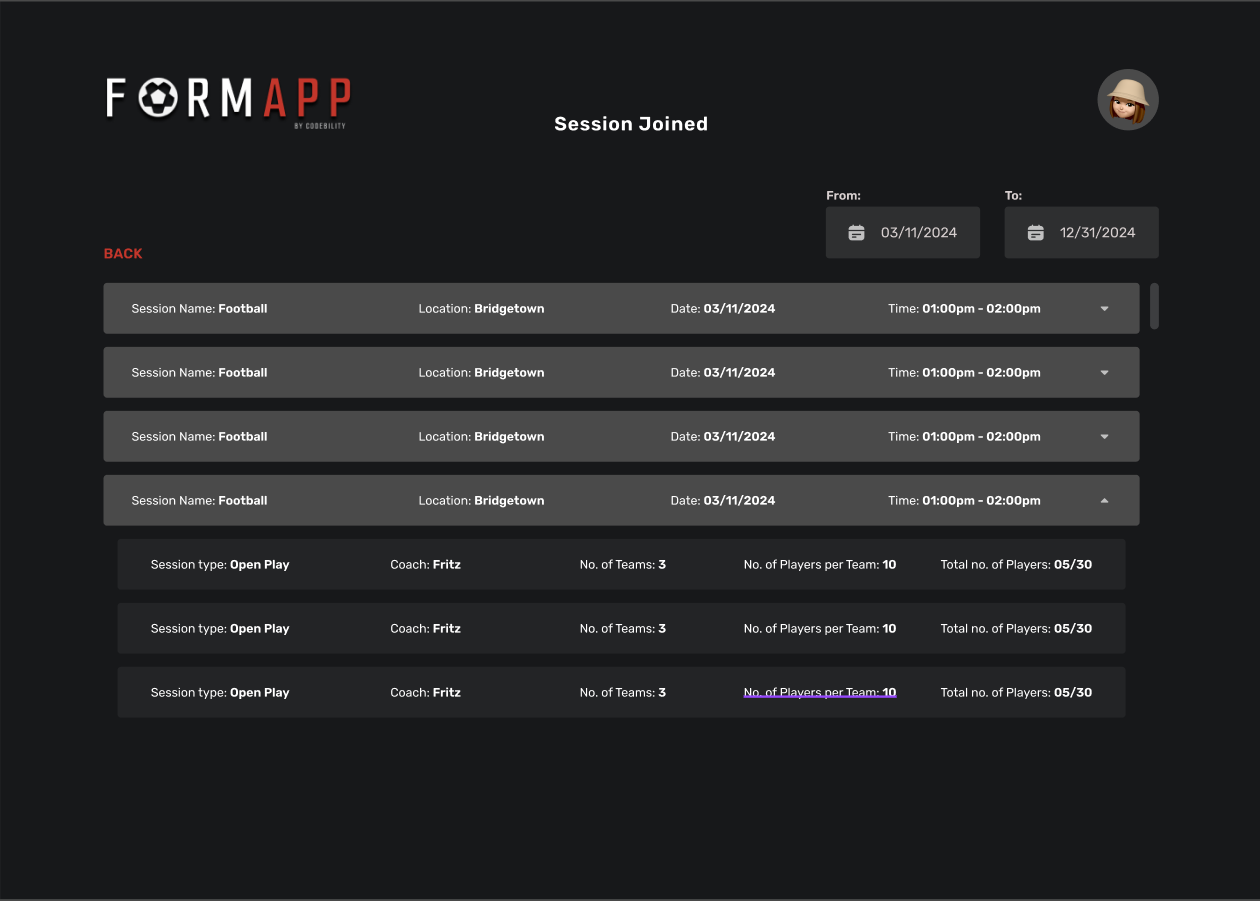 FORMAPP
BY CODEBILITY
Session Joined
From:
To:
03/11/2024
12/31/2024
BACK
Session Name: Football Location: Bridgetown Date: 03/11/2024 Time: 01:00pm - 02:00pm
Session Name: Football Location: Bridgetown Date: 03/11/2024 Time: 01:00pm - 02:00pm
Session Name: Football Location: Bridgetown Date: 03/11/2024 Time: 01:00pm - 02:00pm
Session Name: Football Location: Bridgetown Date: 03/11/2024 Time: 01:00pm - 02:00pm
Session type: Open Play Coach: Fritz No. of Teams: 3 No. of Players per Team: 10 Total no. of Players: 05/30
Session type: Open Play Coach: Fritz No. of Teams: 3 No. of Players per Team: 10 Total no. of Players: 05/30
Session type: Open Play Coach: Fritz No. of Teams: 3 No. of Players per Team: 10 Total no. of Players: 05/30